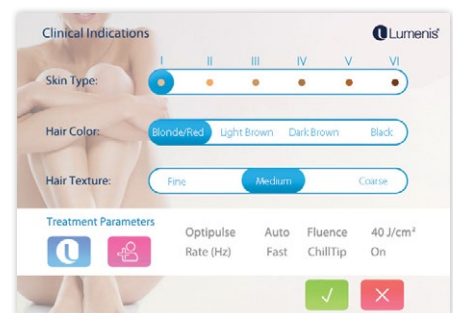 Clinical Indications
Lumenis®
I II III IV V VI
Skin Type:
Hair Color: Blonde/Red Light Brown Dark Brown Black
Hair Texture: Fine Medium Coarse
Treatment Parameters
Optipulse Auto Fluence 40 J/cm²
Rate (Hz) Fast ChillTip On